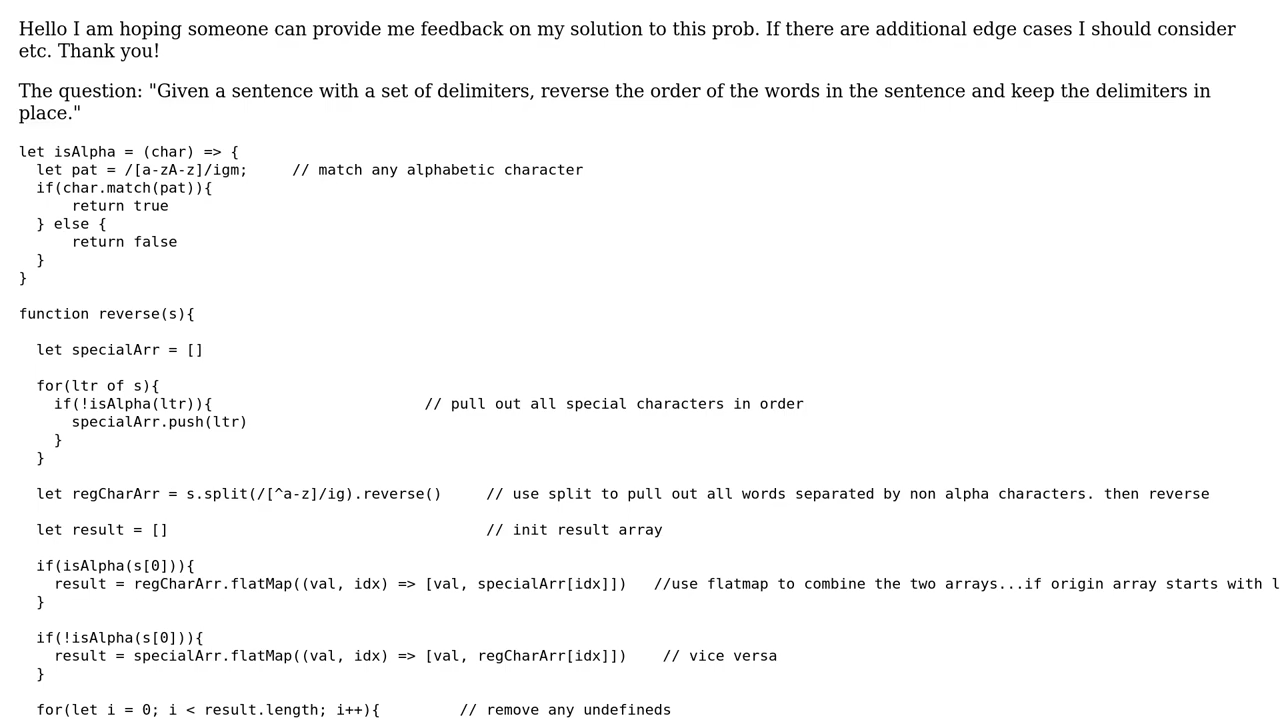 Hello I am hoping someone can provide me feedback on my solution to this prob. If there are additional edge cases I should consider
etc. Thank you!
The question: "Given a sentence with a set of delimiters, reverse the order of the words in the sentence and keep the delimiters in
place."
let isAlpha = (char) => {
  let pat = /[a-zA-z]/igm;     // match any alphabetic character
  if(char.match(pat)){
      return true
  } else {
      return false
  }
}
function reverse(s){
  let specialArr = []
  for(ltr of s){
    if(!isAlpha(ltr)){                        // pull out all special characters in order
      specialArr.push(ltr)
    }
  }
  let regCharArr = s.split(/[^a-z]/ig).reverse()     // use split to pull out all words separated by non alpha characters. then reverse
  let result = []                                    // init result array
  if(isAlpha(s[0])){
    result = regCharArr.flatMap((val, idx) => [val, specialArr[idx]])   //use flatmap to combine the two arrays...if origin array starts with l
  }
  if(!isAlpha(s[0])){
    result = specialArr.flatMap((val, idx) => [val, regCharArr[idx]])    // vice versa
  }
  for(let i = 0; i < result.length; i++){         // remove any undefineds